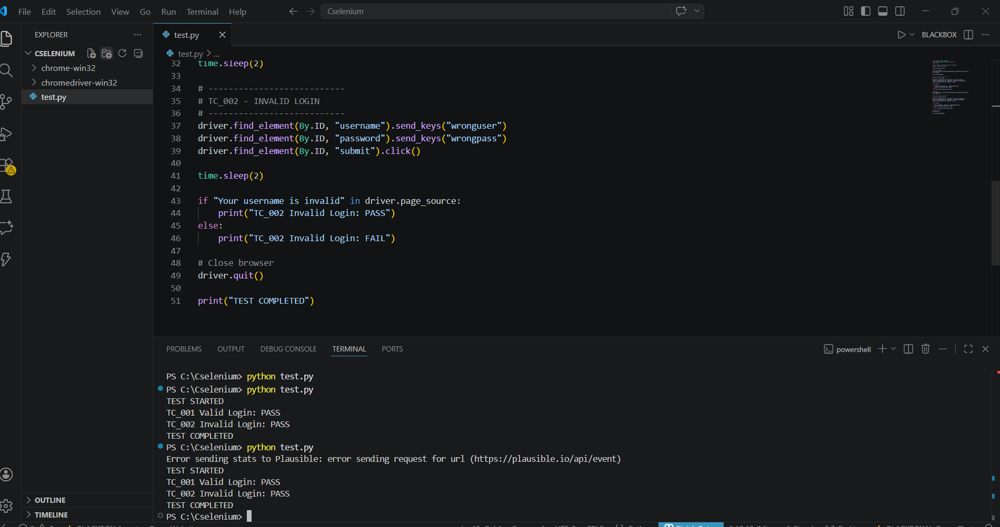 File Edit Selection View Go Run Terminal Help
Cselenium
EXPLORER
CSELENIUM
chrome-win32
chromedriver-win32
test.py
OUTLINE
TIMELINE
test.py
BLACKBOX
test.py > ...
32 time.sleep(2)
33
34 # ---------------------------
35 # TC_002 - INVALID LOGIN
36 # ---------------------------
37 driver.find_element(By.ID, "username").send_keys("wronguser")
38 driver.find_element(By.ID, "password").send_keys("wrongpass")
39 driver.find_element(By.ID, "submit").click()
40
41 time.sleep(2)
42
43 if "Your username is invalid" in driver.page_source:
44     print("TC_002 Invalid Login: PASS")
45 else:
46     print("TC_002 Invalid Login: FAIL")
47
48 # Close browser
49 driver.quit()
50
51 print("TEST COMPLETED")
PROBLEMS OUTPUT DEBUG CONSOLE TERMINAL PORTS
powershell
PS C:\Cselenium> python test.py
PS C:\Cselenium> python test.py
TEST STARTED
TC_001 Valid Login: PASS
TC_002 Invalid Login: PASS
TEST COMPLETED
PS C:\Cselenium> python test.py
Error sending stats to Plausible: error sending request for url (https://plausible.io/api/event)
TEST STARTED
TC_001 Valid Login: PASS
TC_002 Invalid Login: PASS
TEST COMPLETED
PS C:\Cselenium>